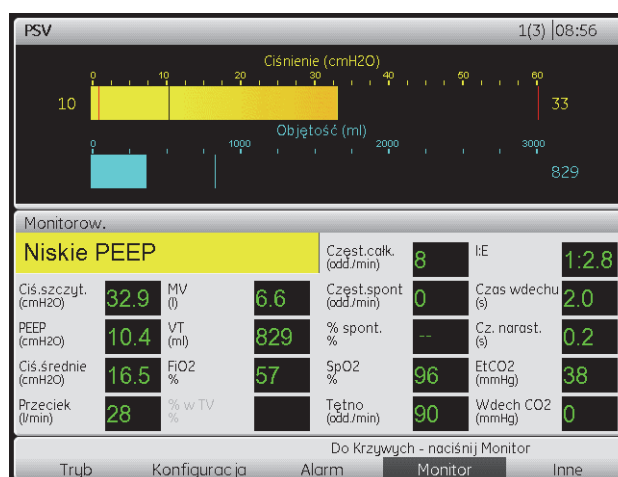 PSV 1(3) |08:56
Ciśnienie (cmH2O)
0 10 20 30 40 50 60
10 33
Objętość (ml)
0 1000 2000 3000
829
Monitorow.
Niskie PEEP
Częst.całk. (odd./min) 8 I:E 1:2.8
Ciś.szczyt. (cmH2O) 32.9 MV (l) 6.6 Częst.spont (odd./min) 0 Czas wdechu (s) 2.0
PEEP (cmH2O) 10.4 VT (ml) 829 % spont. % -- Cz. narast. (s) 0.2
Ciś.średnie (cmH2O) 16.5 FiO2 % 57 SpO2 % 96 EtCO2 (mmHg) 38
Przeciek (l/min) 28 % w TV % Tętno (odd./min) 90 Wdech CO2 (mmHg) 0
Do Krzywych - naciśnij Monitor
Tryb Konfiguracja Alarm Monitor Inne